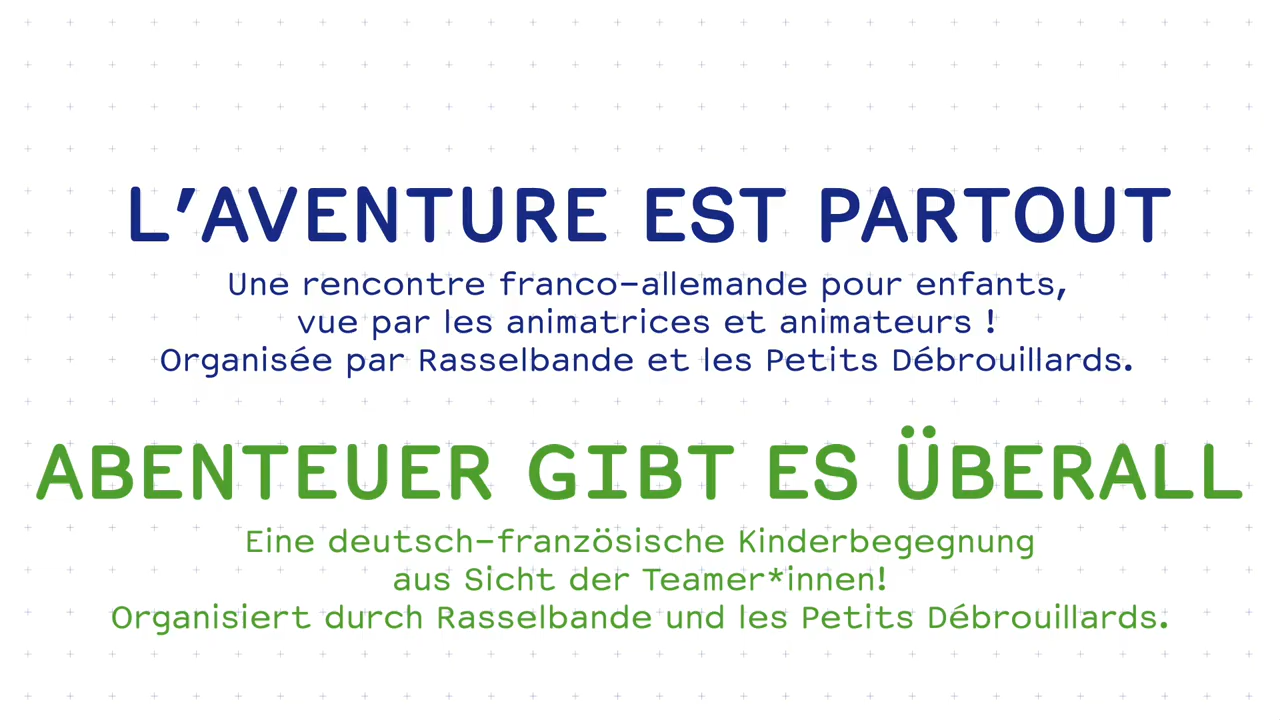 L'AVENTURE EST PARTOUT
Une rencontre franco-allemande pour enfants,
vue par les animatrices et animateurs !
Organisée par Rasselbande et les Petits Débrouillards.
ABENTEUER GIBT ES ÜBERALL
Eine deutsch-französische Kinderbegegnung
aus Sicht der Teamer*innen!
Organisiert durch Rasselbande und les Petits Débrouillards.